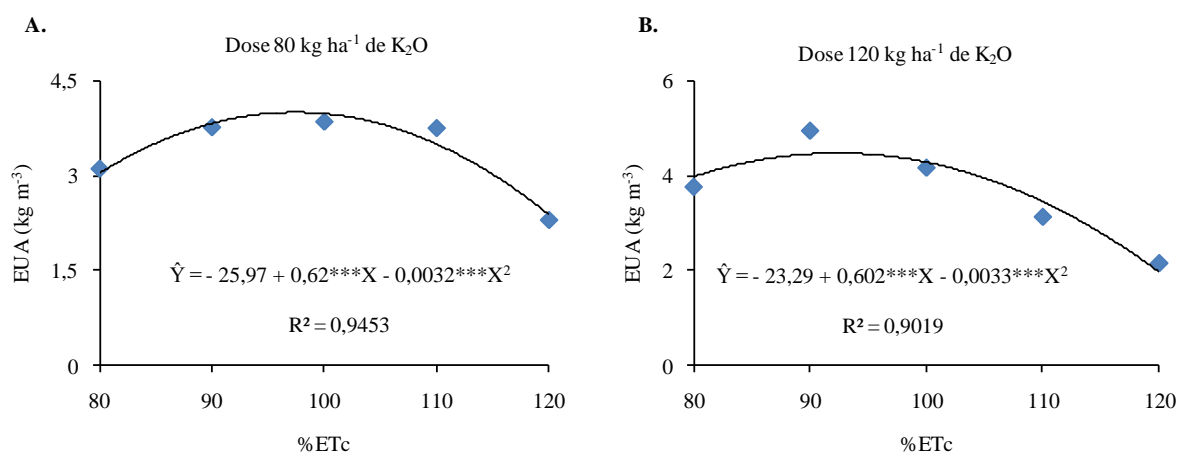 A.
Dose 80 kg ha⁻¹ de K₂O
EUA (kg m⁻³)
4,5
3
1,5
0
Ŷ = - 25,97 + 0,62***X - 0,0032***X²
R² = 0,9453
80 90 100 110 120
%ETc
B.
Dose 120 kg ha⁻¹ de K₂O
EUA (kg m⁻³)
6
4
2
0
Ŷ = - 23,29 + 0,602***X - 0,0033***X²
R² = 0,9019
80 90 100 110 120
%ETc